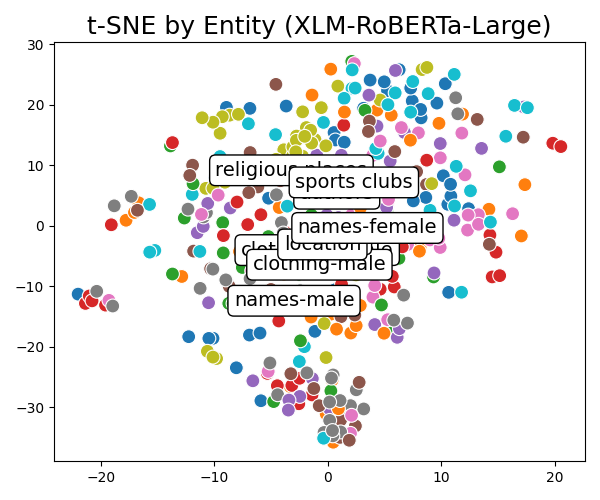 t-SNE by Entity (XLM-RoBERTa-Large)
30
20
10
0
−10
−20
−30
religious places
sports clubs
names-female
location
clothing-male
names-male
−20
−10
0
10
20